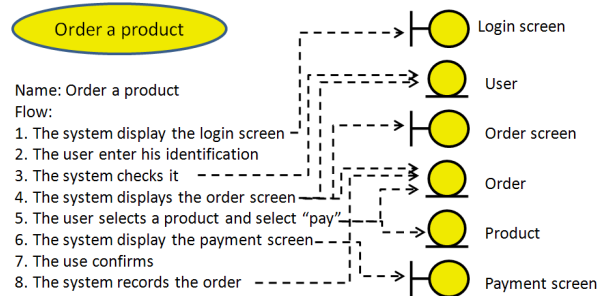 Order a product
Name: Order a product
Flow:
1. The system display the login screen
2. The user enter his identification
3. The system checks it
4. The system displays the order screen
5. The user selects a product and select “pay”
6. The system display the payment screen
7. The use confirms
8. The system records the order
Login screen
User
Order screen
Order
Product
Payment screen